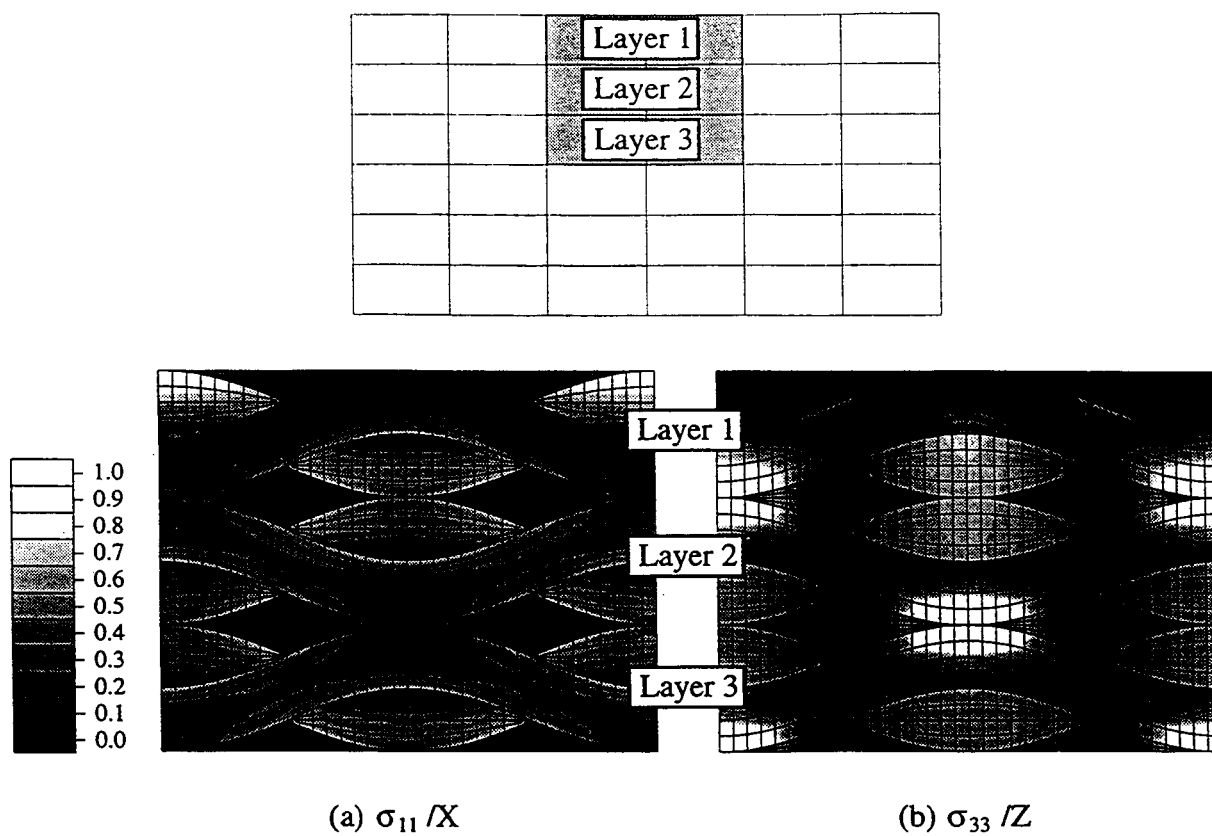 Layer 1
Layer 2
Layer 3
Layer 1
1.0
0.9
0.8
0.7
0.6
0.5
0.4
0.3
0.2
0.1
0.0
Layer 2
Layer 3
(a) σ₁₁ /X
(b) σ₃₃ /Z